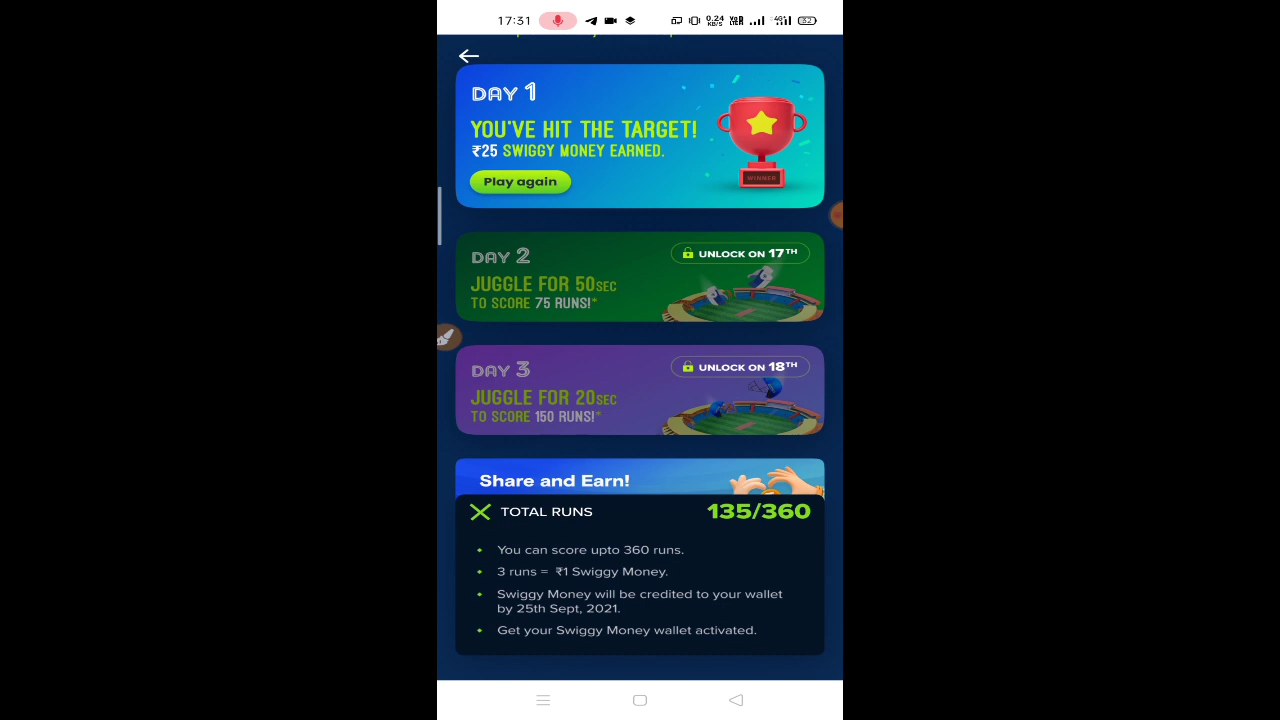 17:31
0.24
KB/S
DAY 1
YOU'VE HIT THE TARGET!
₹25 SWIGGY MONEY EARNED.
Play again
WINNER
DAY 2
UNLOCK ON 17TH
JUGGLE FOR 50SEC
TO SCORE 75 RUNS!*
DAY 3
UNLOCK ON 18TH
JUGGLE FOR 20SEC
TO SCORE 150 RUNS!*
Share and Earn!
TOTAL RUNS 135/360
You can score upto 360 runs.
3 runs = ₹1 Swiggy Money.
Swiggy Money will be credited to your wallet
by 25th Sept, 2021.
Get your Swiggy Money wallet activated.